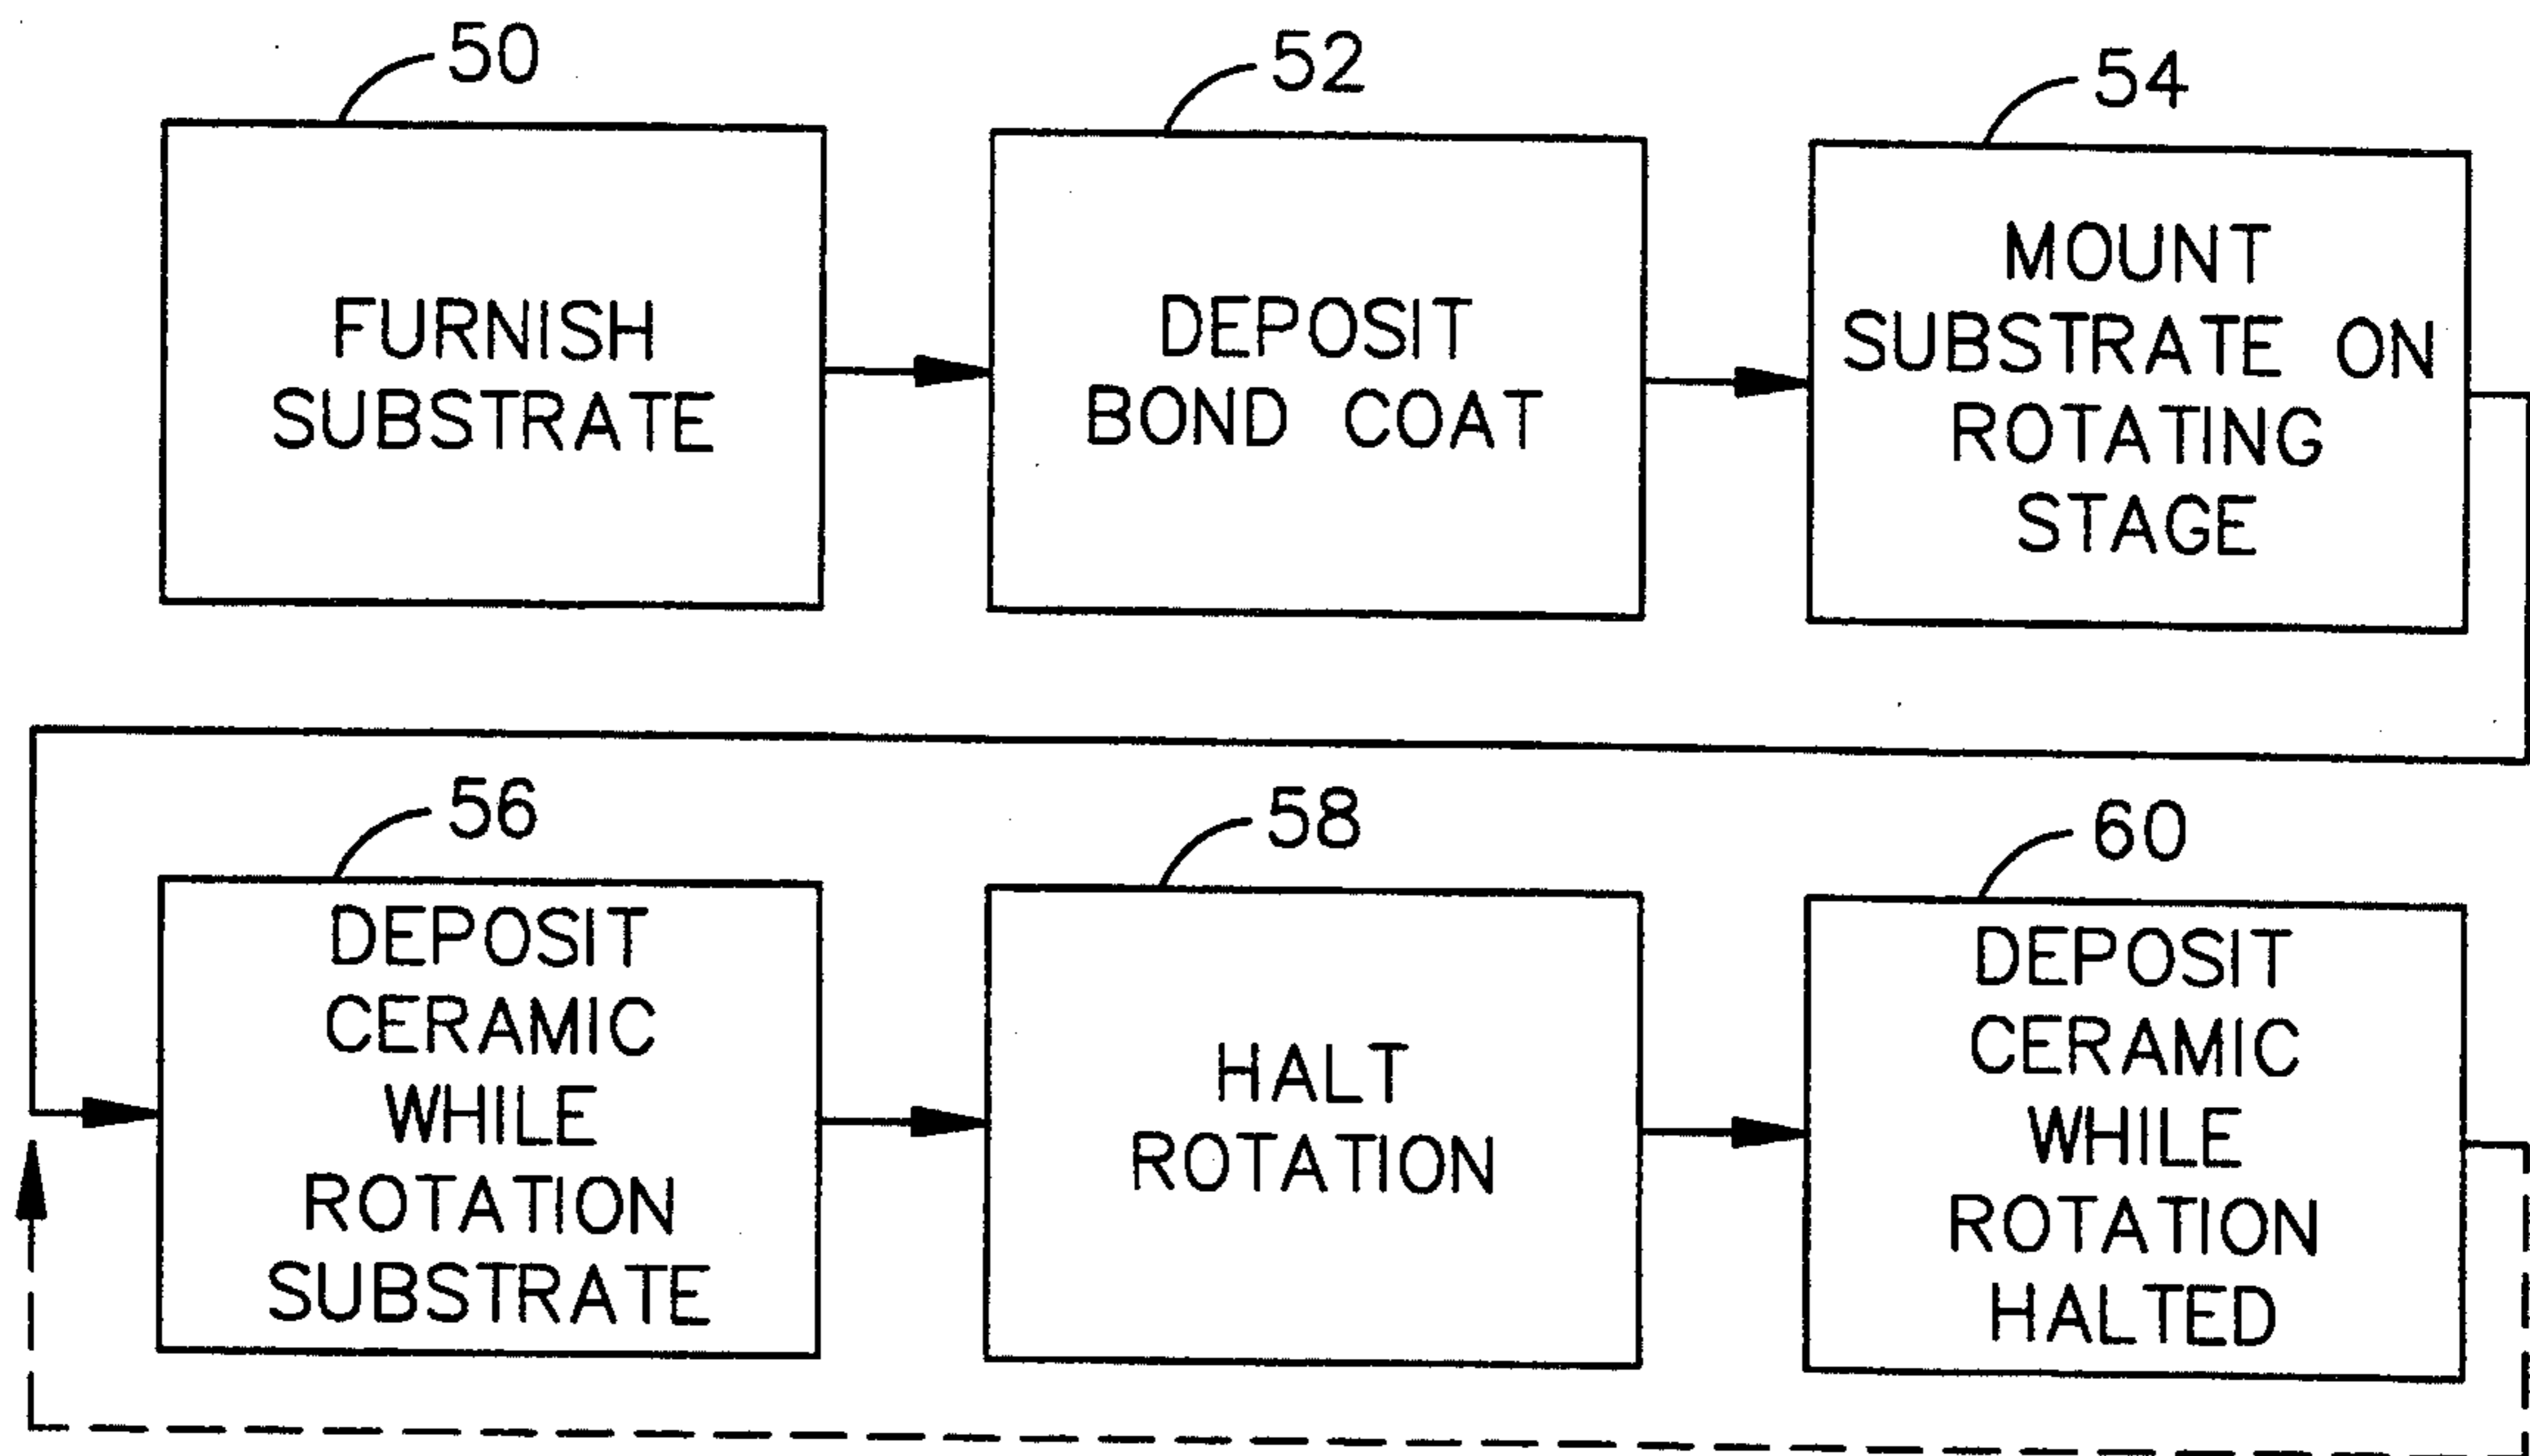 50
FURNISH
SUBSTRATE
52
DEPOSIT
BOND COAT
54
MOUNT
SUBSTRATE ON
ROTATING
STAGE
56
DEPOSIT
CERAMIC
WHILE
ROTATION
SUBSTRATE
58
HALT
ROTATION
60
DEPOSIT
CERAMIC
WHILE
ROTATION
HALTED